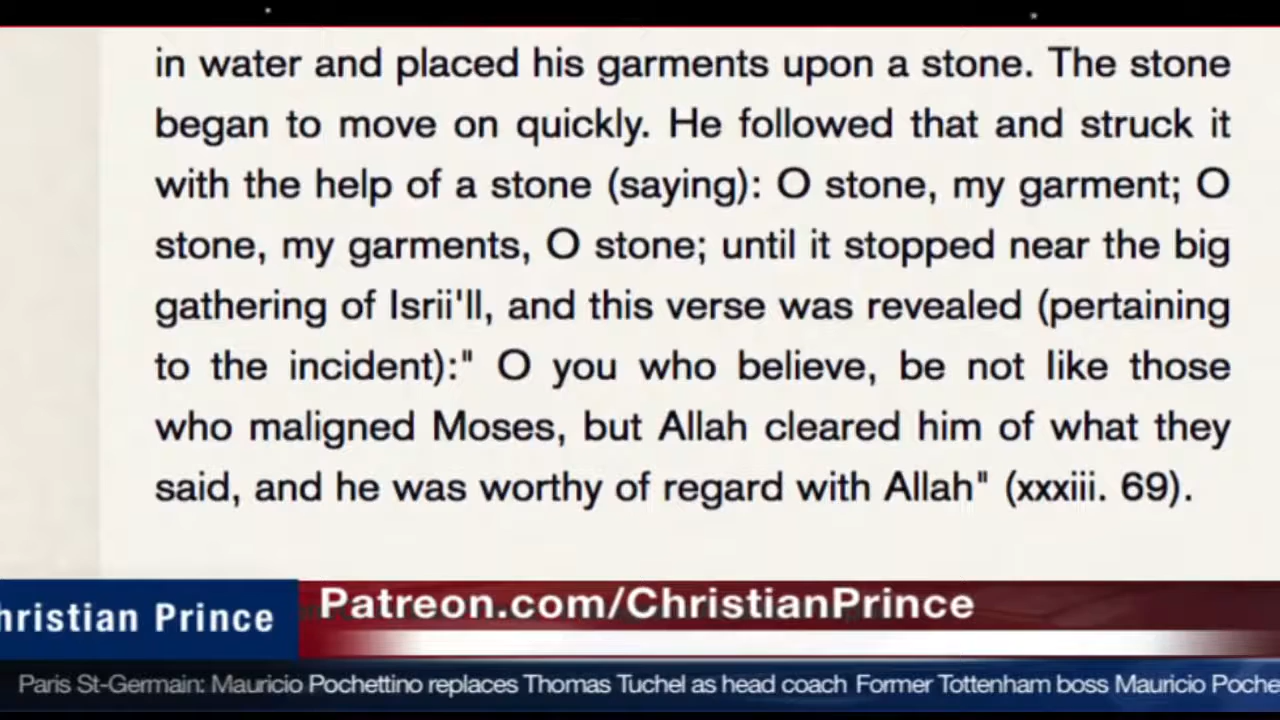 in water and placed his garments upon a stone. The stone
began to move on quickly. He followed that and struck it
with the help of a stone (saying): O stone, my garment; O
stone, my garments, O stone; until it stopped near the big
gathering of Isrii'll, and this verse was revealed (pertaining
to the incident):" O you who believe, be not like those
who maligned Moses, but Allah cleared him of what they
said, and he was worthy of regard with Allah" (xxxiii. 69).
hristian Prince
Patreon.com/ChristianPrince
Paris St-Germain: Mauricio Pochettino replaces Thomas Tuchel as head coach Former Tottenham boss Mauricio Poche